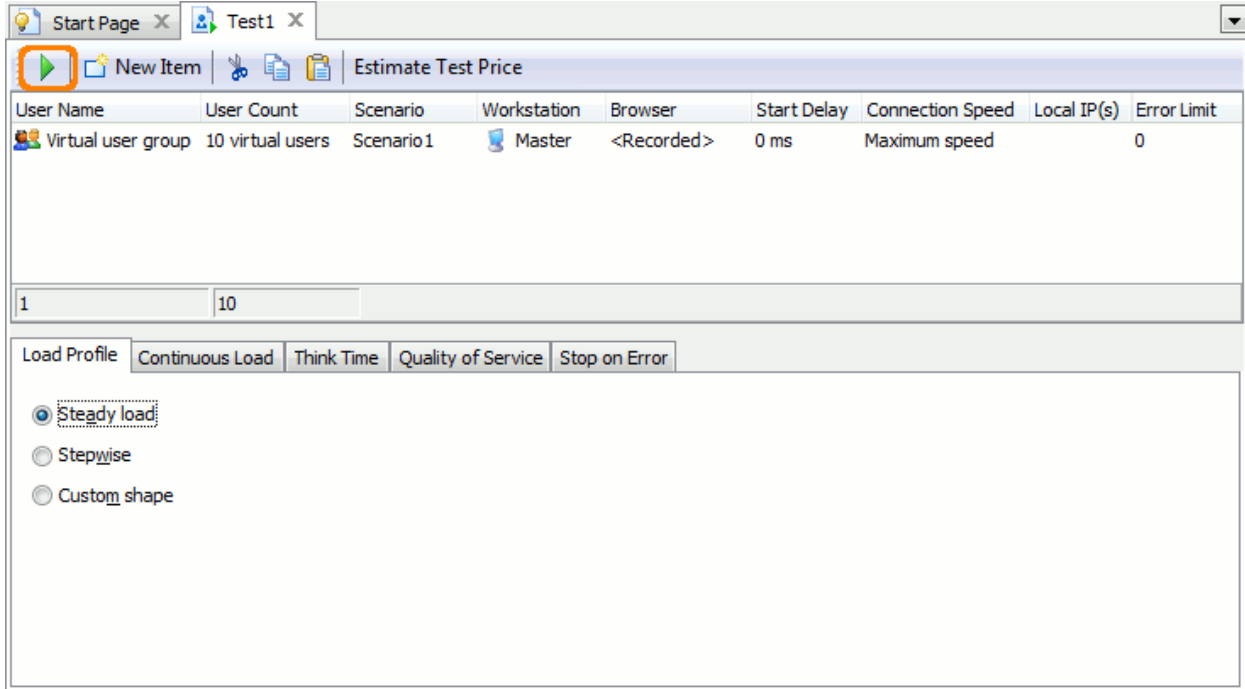 Start Page Test1
New Item Estimate Test Price
User Name User Count Scenario Workstation Browser Start Delay Connection Speed Local IP(s) Error Limit
Virtual user group 10 virtual users Scenario1 Master <Recorded> 0 ms Maximum speed 0
1 10
Load Profile Continuous Load Think Time Quality of Service Stop on Error
Steady load
Stepwise
Custom shape